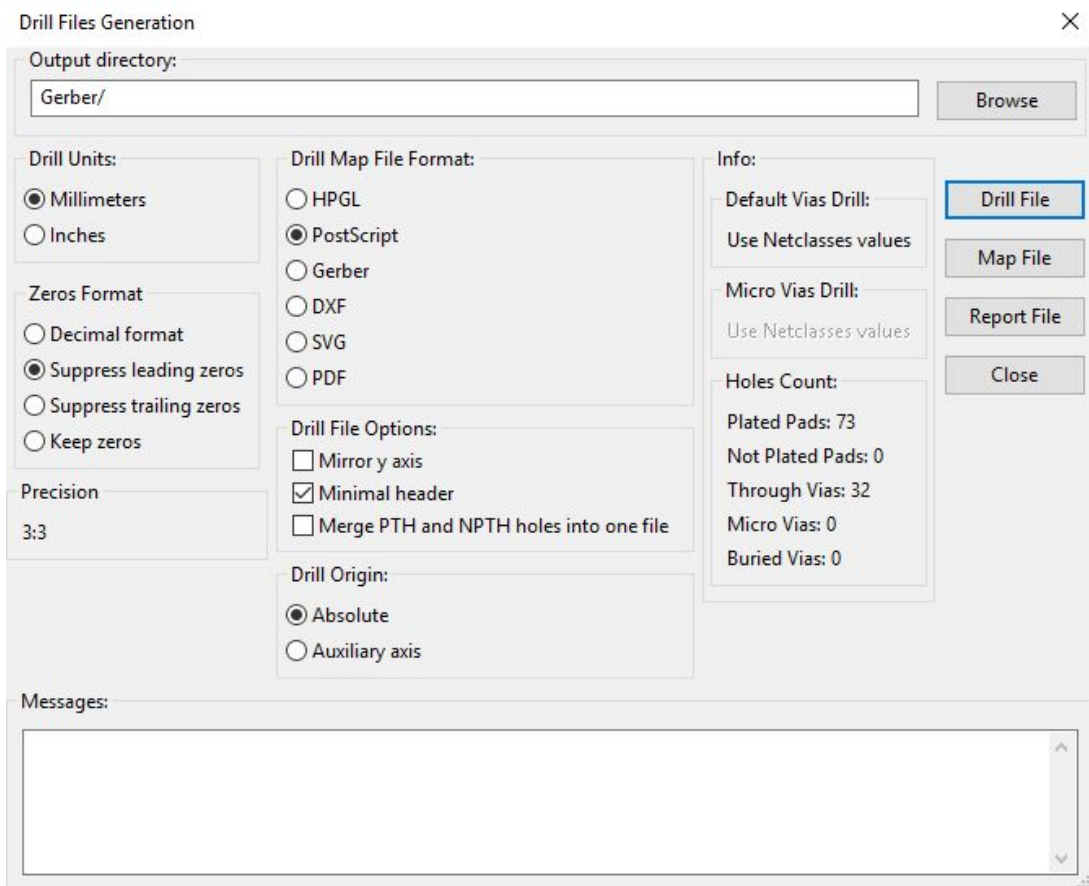 Drill Files Generation
Output directory:
Gerber/
Browse
Drill Units:
Millimeters
Inches
Zeros Format
Decimal format
Suppress leading zeros
Suppress trailing zeros
Keep zeros
Precision
3:3
Drill Map File Format:
HPGL
PostScript
Gerber
DXF
SVG
PDF
Drill File Options:
Mirror y axis
Minimal header
Merge PTH and NPTH holes into one file
Drill Origin:
Absolute
Auxiliary axis
Info:
Default Vias Drill:
Use Netclasses values
Micro Vias Drill:
Use Netclasses values
Holes Count:
Plated Pads: 73
Not Plated Pads: 0
Through Vias: 32
Micro Vias: 0
Buried Vias: 0
Drill File
Map File
Report File
Close
Messages: